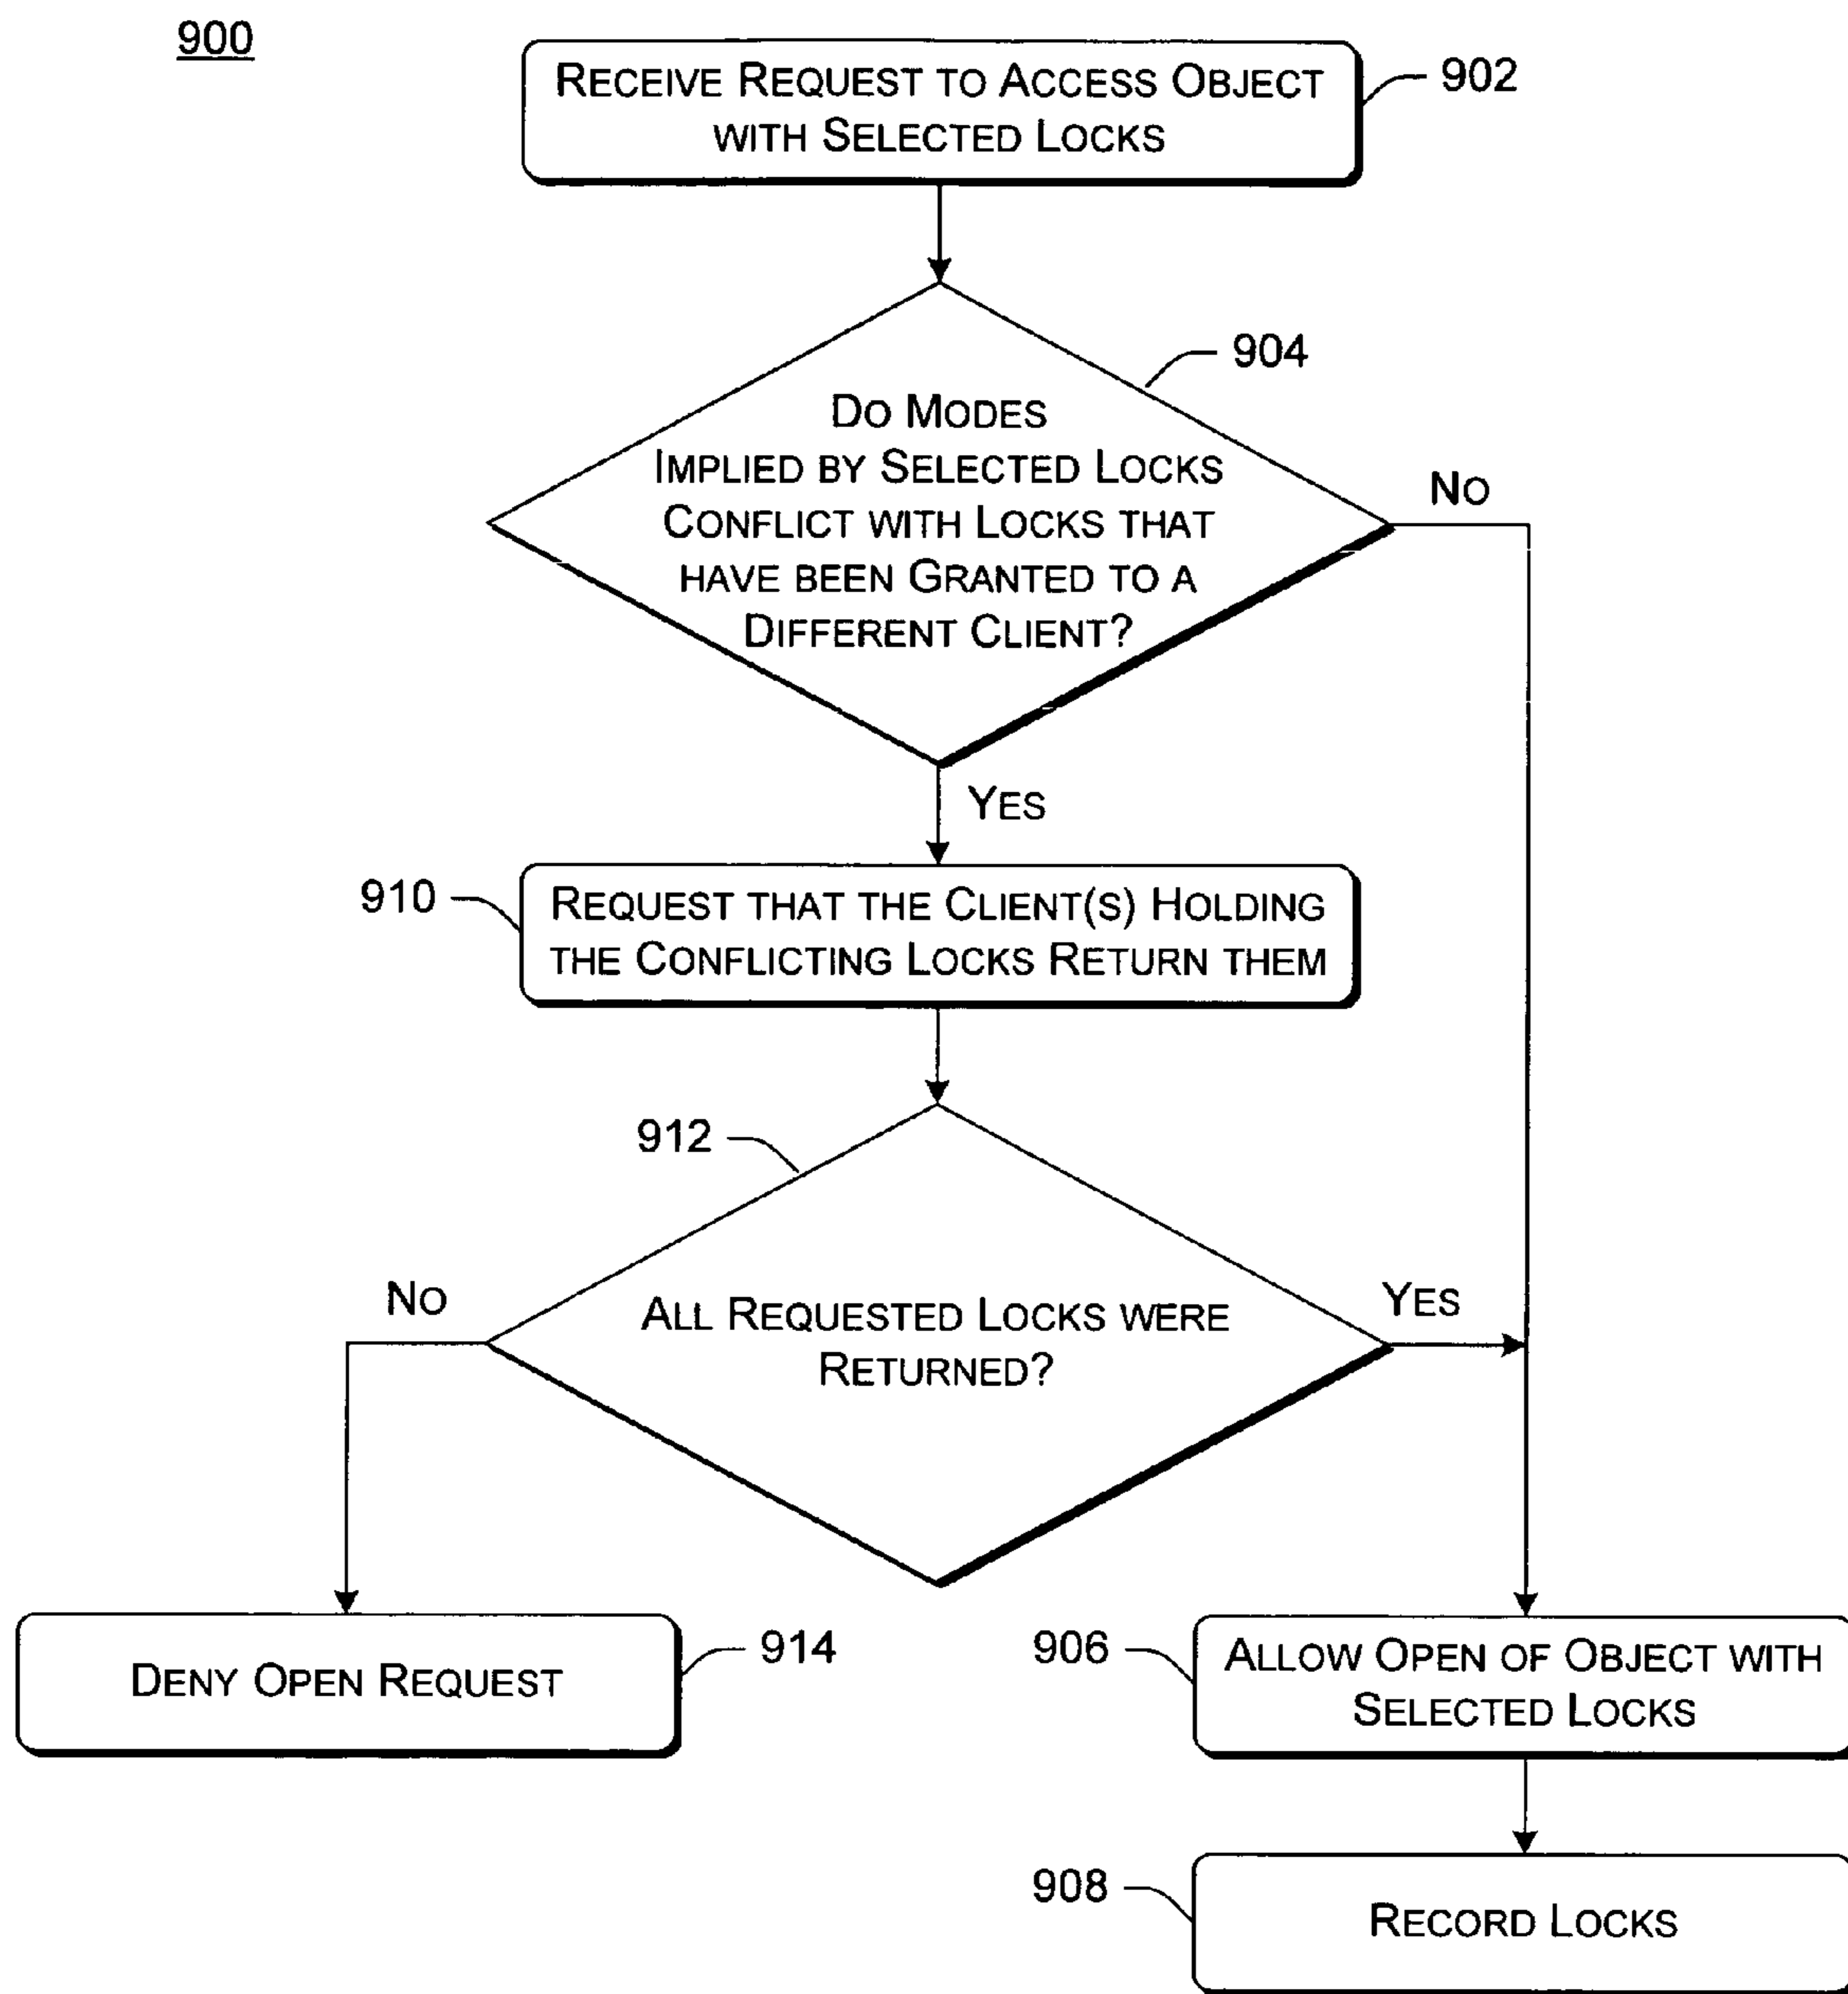 900
RECEIVE REQUEST TO ACCESS OBJECT
WITH SELECTED LOCKS
902
904
DO MODES
IMPLIED BY SELECTED LOCKS
CONFLICT WITH LOCKS THAT
HAVE BEEN GRANTED TO A
DIFFERENT CLIENT?
NO
YES
910
REQUEST THAT THE CLIENT(S) HOLDING
THE CONFLICTING LOCKS RETURN THEM
912
ALL REQUESTED LOCKS WERE
RETURNED?
NO
YES
DENY OPEN REQUEST
914
906
ALLOW OPEN OF OBJECT WITH
SELECTED LOCKS
908
RECORD LOCKS